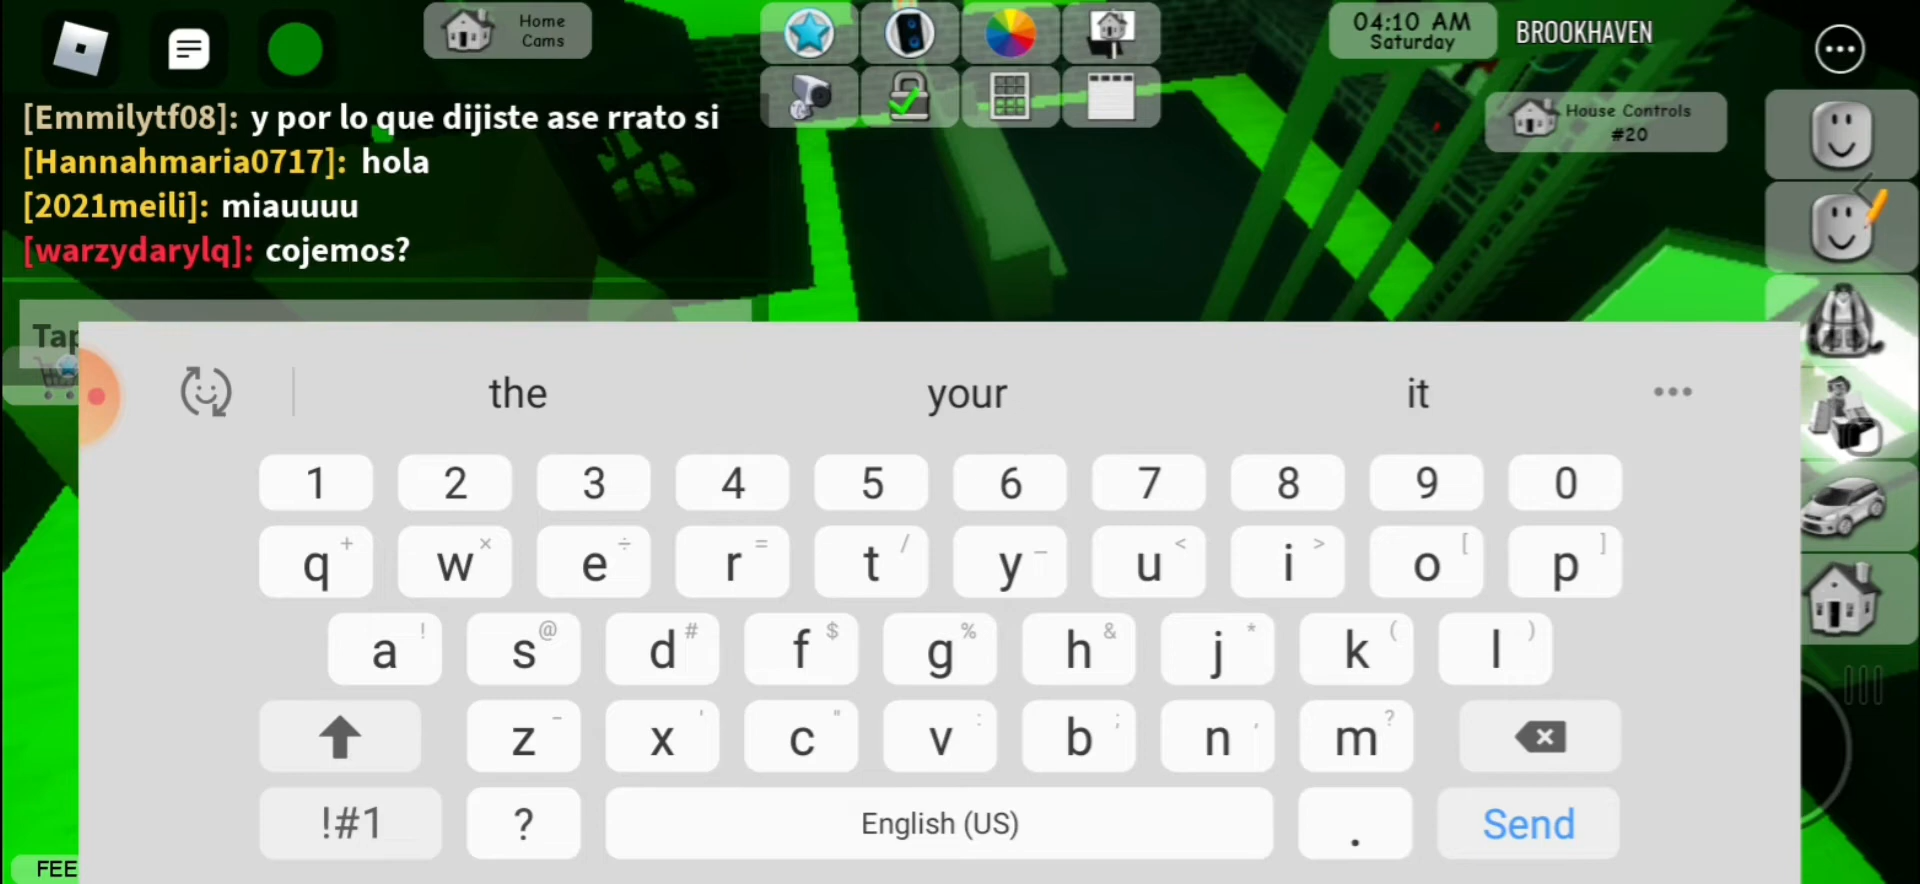 Home
Cams
04:10 AM
Saturday
BROOKHAVEN
House Controls
#20
[Emmilytf08]: y por lo que dijiste ase rrato si
[Hannahmaria0717]: hola
[2021meili]: miauuuu
[warzydarylq]: cojemos?
Tap
the your it
1 2 3 4 5 6 7 8 9 0
q + w × e ÷ r = t / y _ u < i > o [ p ]
a ! s @ d # f $ g % h & j * k ( l )
z - x ' c " v : b ; n , m ?
!#1 ? English (US) . Send
FEE